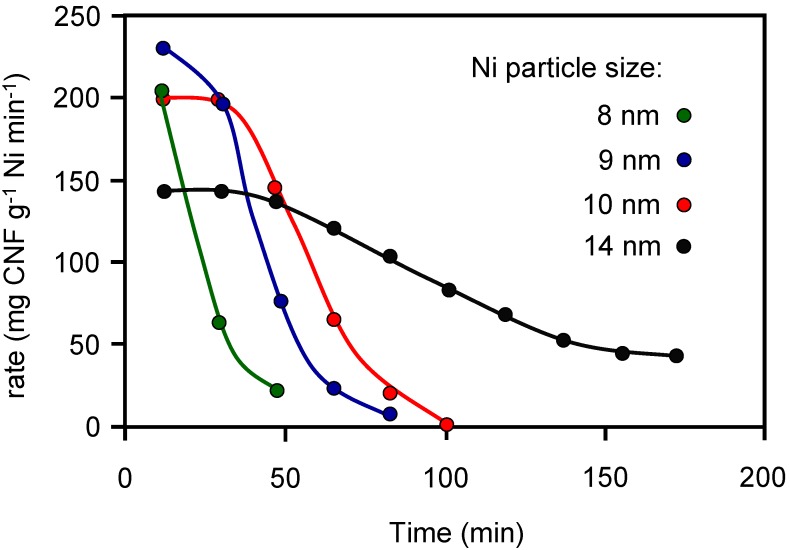 rate (mg CNF g⁻¹ Ni min⁻¹)
250
200
150
100
50
0
Ni particle size:
8 nm
9 nm
10 nm
14 nm
0 50 100 150 200
Time (min)